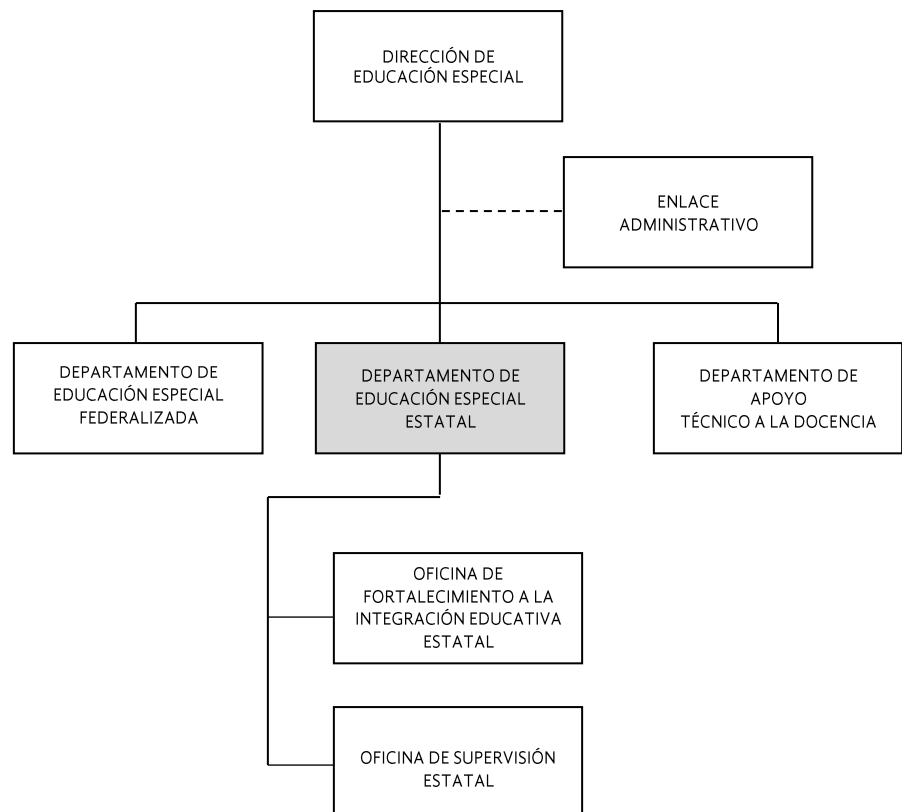 DIRECCIÓN DE
EDUCACIÓN ESPECIAL
ENLACE
ADMINISTRATIVO
DEPARTAMENTO DE
EDUCACIÓN ESPECIAL
FEDERALIZADA
DEPARTAMENTO DE
EDUCACIÓN ESPECIAL
ESTATAL
DEPARTAMENTO DE
APOYO
TÉCNICO A LA DOCENCIA
OFICINA DE
FORTALECIMIENTO A LA
INTEGRACIÓN EDUCATIVA
ESTATAL
OFICINA DE SUPERVISIÓN
ESTATAL